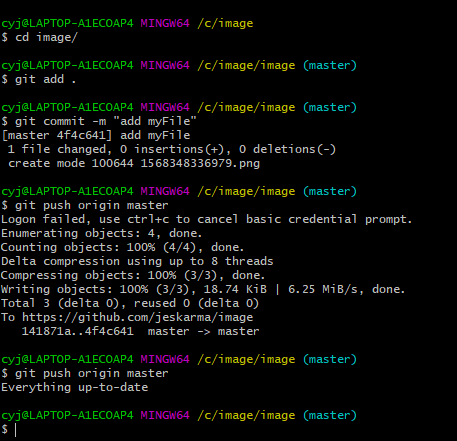 cyj@LAPTOP-A1ECOAP4 MINGW64 /c/image
$ cd image/
cyj@LAPTOP-A1ECOAP4 MINGW64 /c/image/image (master)
$ git add .
cyj@LAPTOP-A1ECOAP4 MINGW64 /c/image/image (master)
$ git commit -m "add myFile"
[master 4f4c641] add myFile
 1 file changed, 0 insertions(+), 0 deletions(-)
 create mode 100644 1568348336979.png
cyj@LAPTOP-A1ECOAP4 MINGW64 /c/image/image (master)
$ git push origin master
Logon failed, use ctrl+c to cancel basic credential prompt.
Enumerating objects: 4, done.
Counting objects: 100% (4/4), done.
Delta compression using up to 8 threads
Compressing objects: 100% (3/3), done.
Writing objects: 100% (3/3), 18.74 KiB | 6.25 MiB/s, done.
Total 3 (delta 0), reused 0 (delta 0)
To https://github.com/jeskarma/image
   141871a..4f4c641  master -> master
cyj@LAPTOP-A1ECOAP4 MINGW64 /c/image/image (master)
$ git push origin master
Everything up-to-date
cyj@LAPTOP-A1ECOAP4 MINGW64 /c/image/image (master)
$